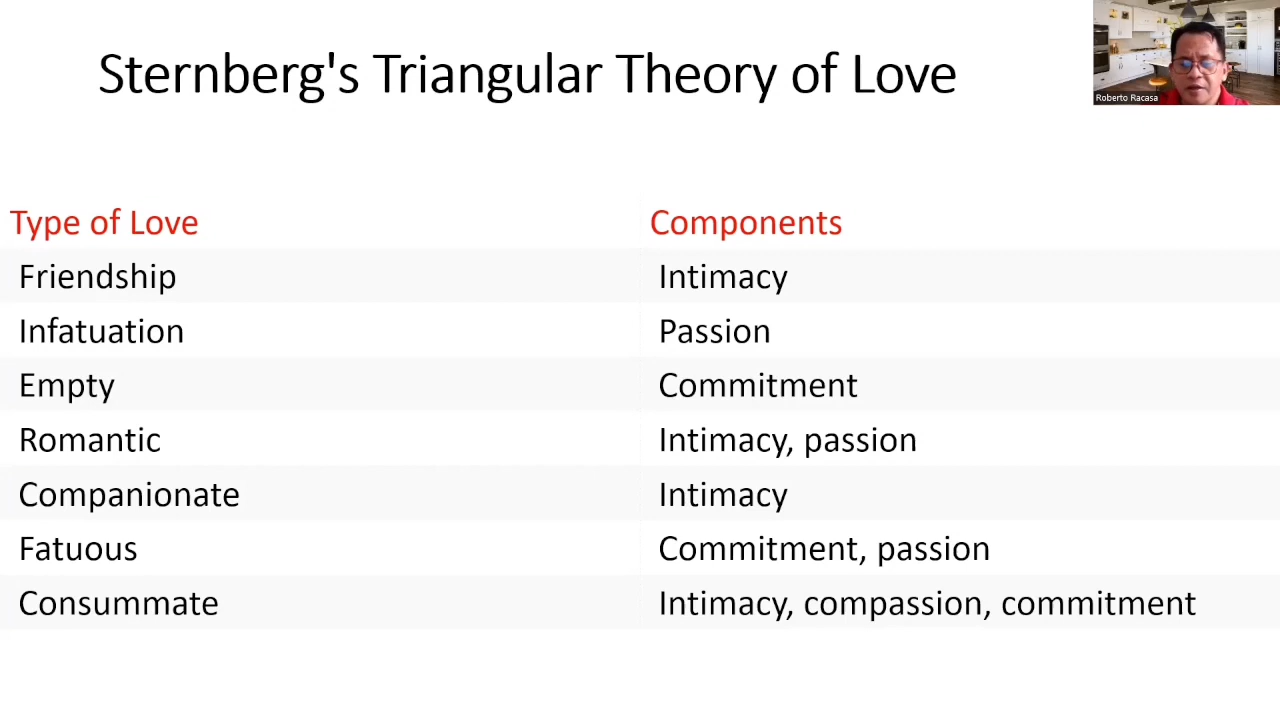 Sternberg's Triangular Theory of Love
Roberto Racasa
Type of Love Components
Friendship Intimacy
Infatuation Passion
Empty Commitment
Romantic Intimacy, passion
Companionate Intimacy
Fatuous Commitment, passion
Consummate Intimacy, compassion, commitment